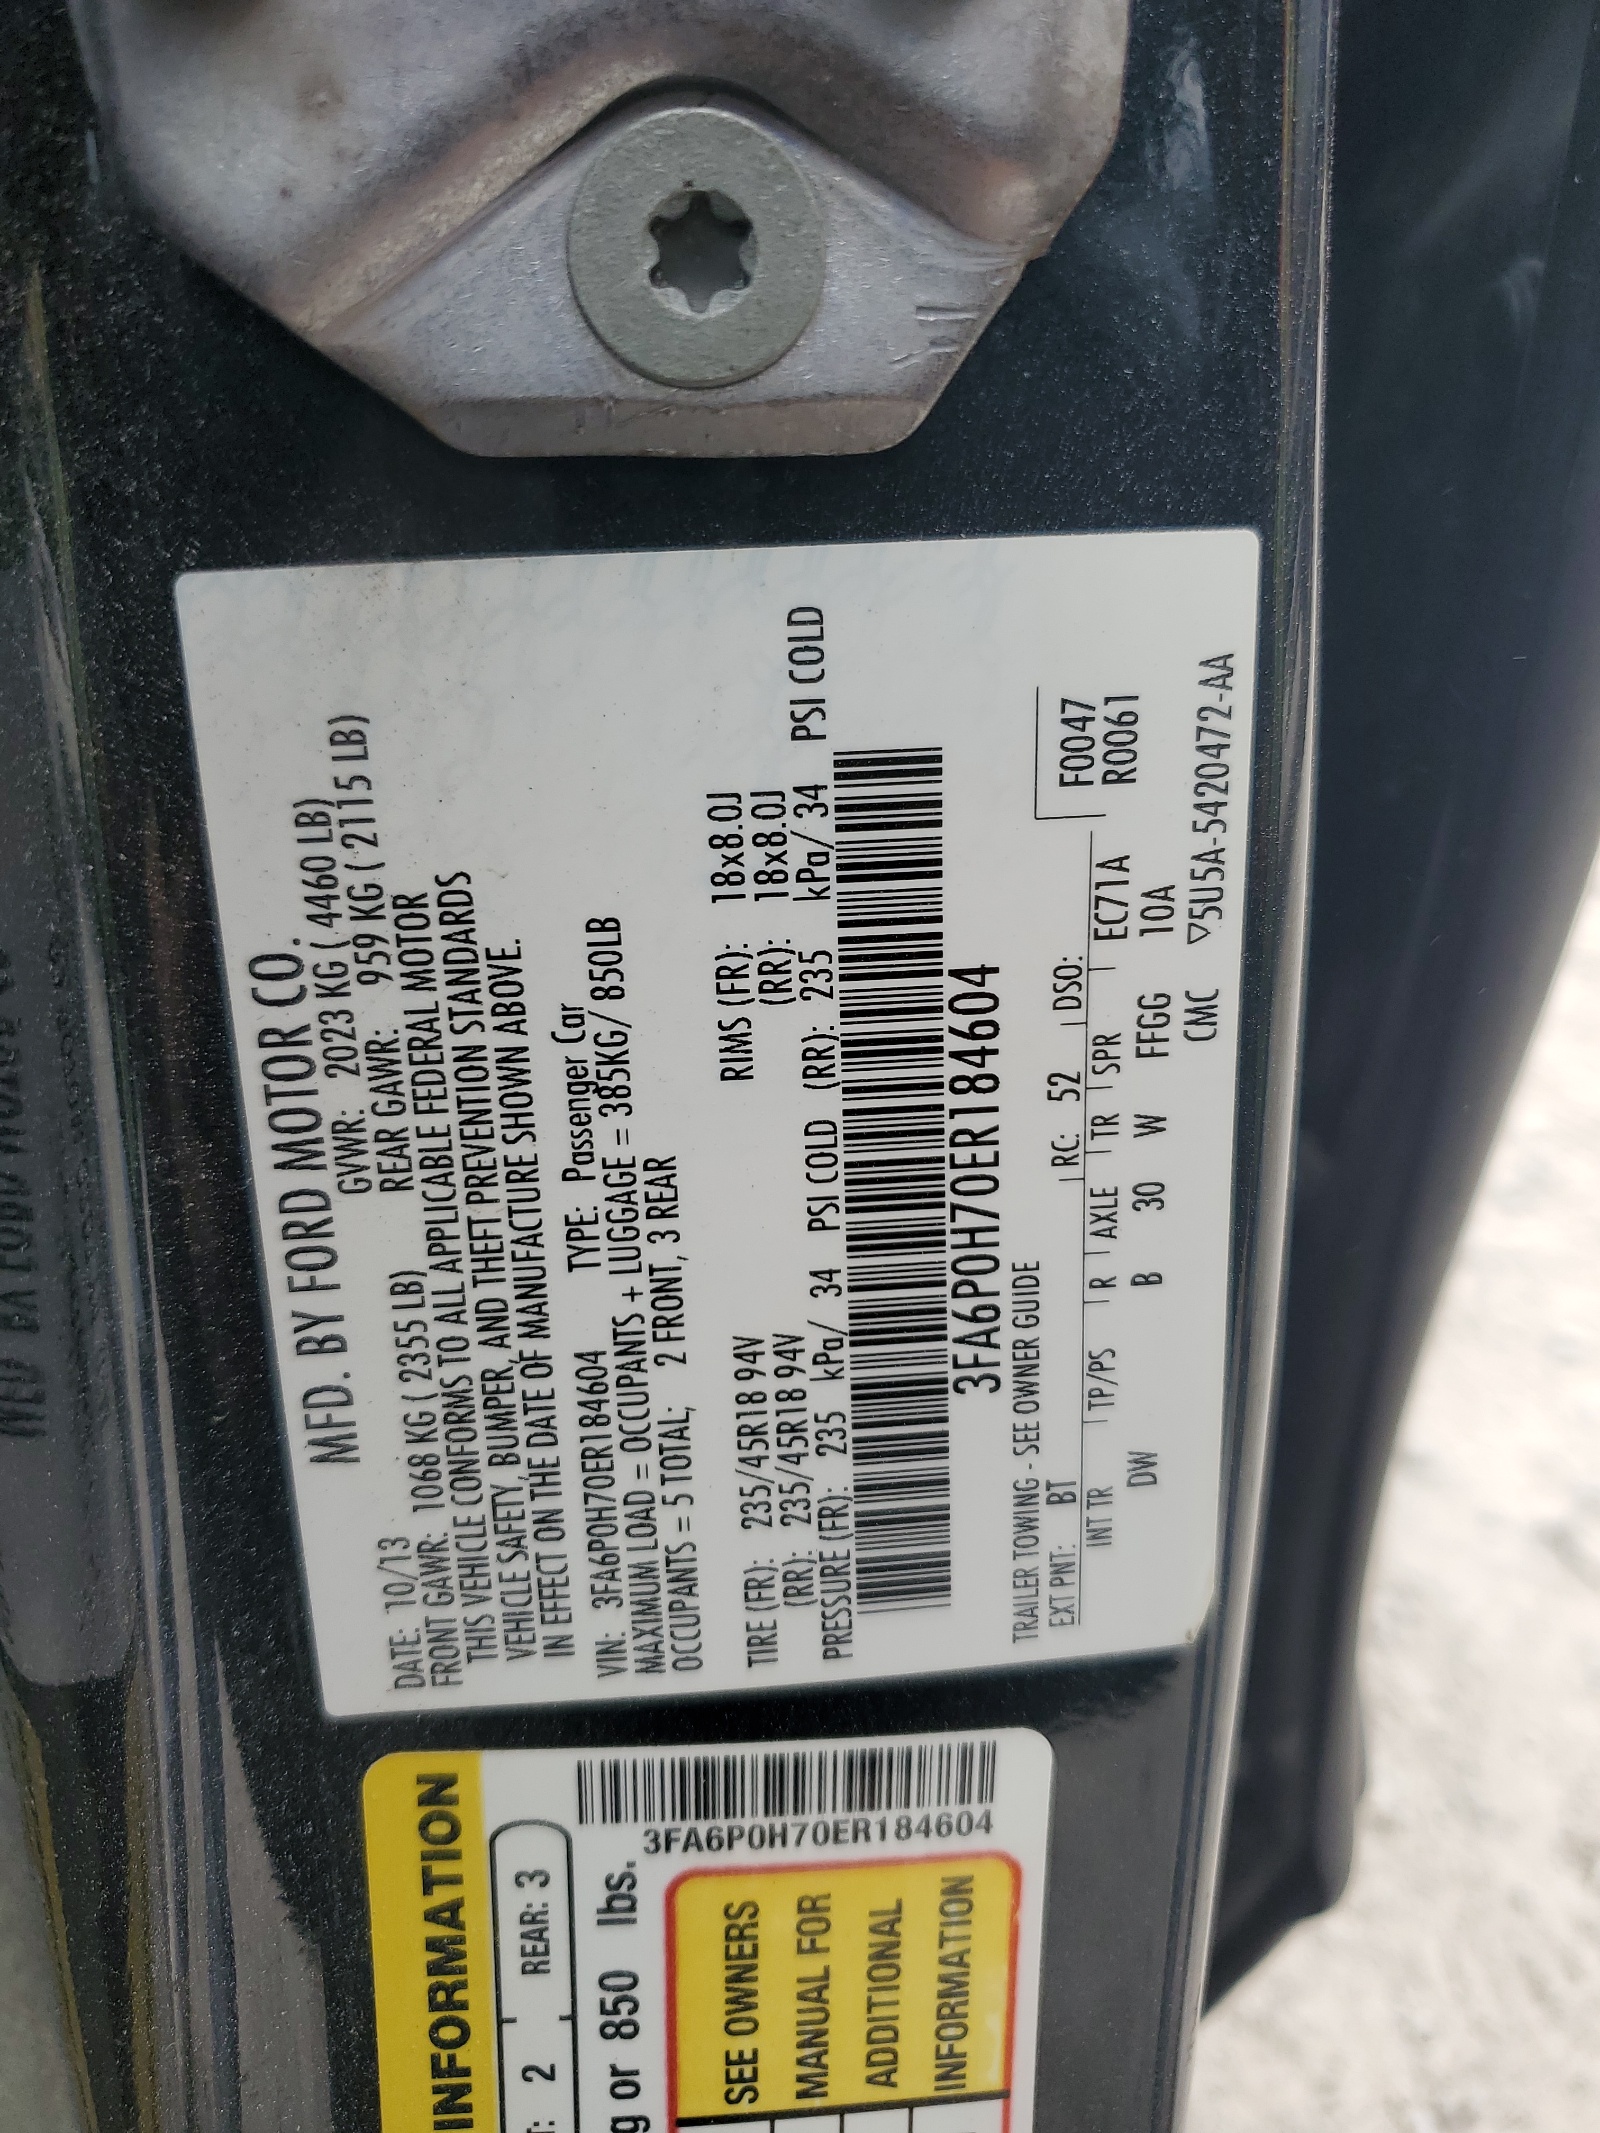 MFD. BY FORD MOTOR CO.
DATE: 10/13 GVWR: 2023 KG ( 4460 LB)
FRONT GAWR: 1068 KG ( 2355 LB) REAR GAWR: 959 KG ( 2115 LB)
THIS VEHICLE CONFORMS TO ALL APPLICABLE FEDERAL MOTOR
VEHICLE SAFETY, BUMPER, AND THEFT PREVENTION STANDARDS
IN EFFECT ON THE DATE OF MANUFACTURE SHOWN ABOVE.
VIN: 3FA6P0H70ER184604 TYPE: Passenger Car
MAXIMUM LOAD = OCCUPANTS + LUGGAGE = 385KG/ 850LB
OCCUPANTS = 5 TOTAL; 2 FRONT, 3 REAR
TIRE (FR): 235/45R18 94V RIMS (FR): 18x8.0J
(RR): 235/45R18 94V (RR): 18x8.0J
PRESSURE (FR): 235 kPa/ 34 PSI COLD (RR): 235 kPa/ 34 PSI COLD
3FA6P0H70ER184604
TRAILER TOWING - SEE OWNER GUIDE
EXT PNT: BT RC: 52 DSO: F0047
INT TR TP/PS R AXLE TR SPR EC71A R0061
DW B 30 W FFGG 10A
CMC ▽5U5A-5420472-AA
INFORMATION
2 REAR: 3
g or 850 lbs.
3FA6P0H70ER184604
SEE OWNERS
MANUAL FOR
ADDITIONAL
INFORMATION